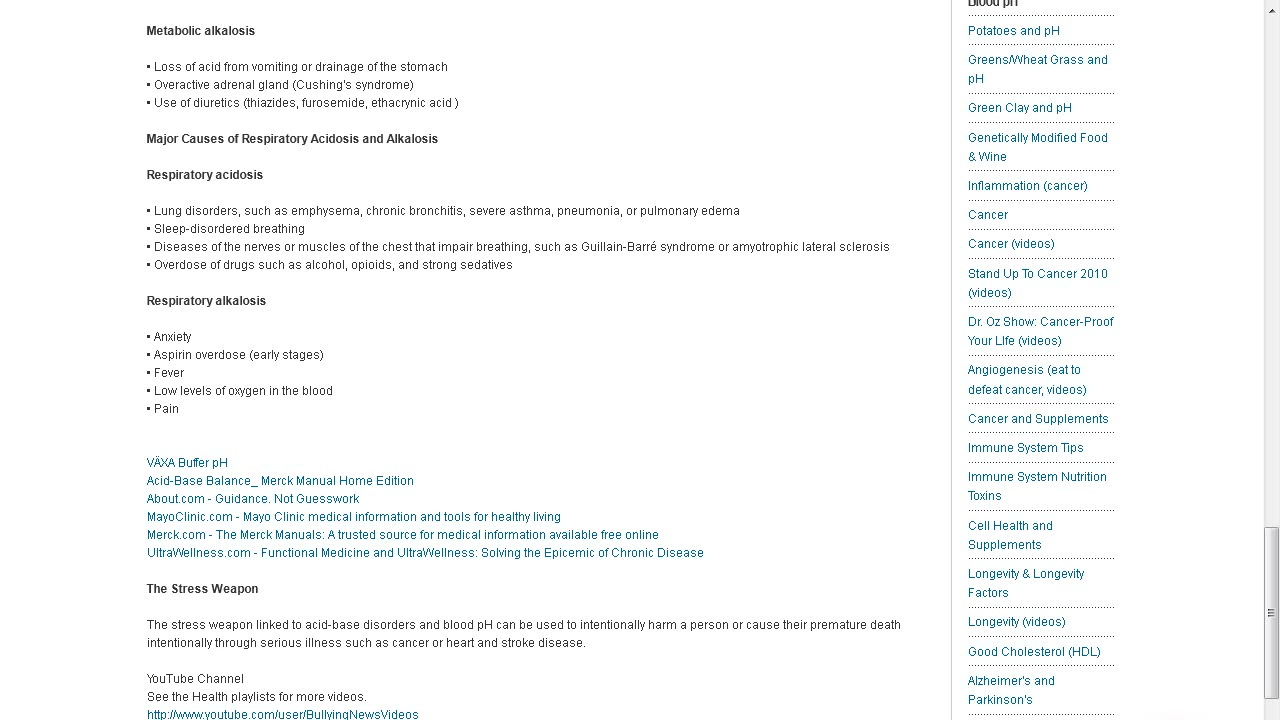 Metabolic alkalosis
▪ Loss of acid from vomiting or drainage of the stomach
▪ Overactive adrenal gland (Cushing's syndrome)
▪ Use of diuretics (thiazides, furosemide, ethacrynic acid )
Major Causes of Respiratory Acidosis and Alkalosis
Respiratory acidosis
▪ Lung disorders, such as emphysema, chronic bronchitis, severe asthma, pneumonia, or pulmonary edema
▪ Sleep-disordered breathing
▪ Diseases of the nerves or muscles of the chest that impair breathing, such as Guillain-Barré syndrome or amyotrophic lateral sclerosis
▪ Overdose of drugs such as alcohol, opioids, and strong sedatives
Respiratory alkalosis
▪ Anxiety
▪ Aspirin overdose (early stages)
▪ Fever
▪ Low levels of oxygen in the blood
▪ Pain
VÄXA Buffer pH
Acid-Base Balance_ Merck Manual Home Edition
About.com - Guidance. Not Guesswork
MayoClinic.com - Mayo Clinic medical information and tools for healthy living
Merck.com - The Merck Manuals: A trusted source for medical information available free online
UltraWellness.com - Functional Medicine and UltraWellness: Solving the Epicemic of Chronic Disease
The Stress Weapon
The stress weapon linked to acid-base disorders and blood pH can be used to intentionally harm a person or cause their premature death
intentionally through serious illness such as cancer or heart and stroke disease.
YouTube Channel
See the Health playlists for more videos.
http://www.youtube.com/user/BullyingNewsVideos
Blood pH
Potatoes and pH
Greens/Wheat Grass and
pH
Green Clay and pH
Genetically Modified Food
& Wine
Inflammation (cancer)
Cancer
Cancer (videos)
Stand Up To Cancer 2010
(videos)
Dr. Oz Show: Cancer-Proof
Your LIfe (videos)
Angiogenesis (eat to
defeat cancer, videos)
Cancer and Supplements
Immune System Tips
Immune System Nutrition
Toxins
Cell Health and
Supplements
Longevity & Longevity
Factors
Longevity (videos)
Good Cholesterol (HDL)
Alzheimer's and
Parkinson's